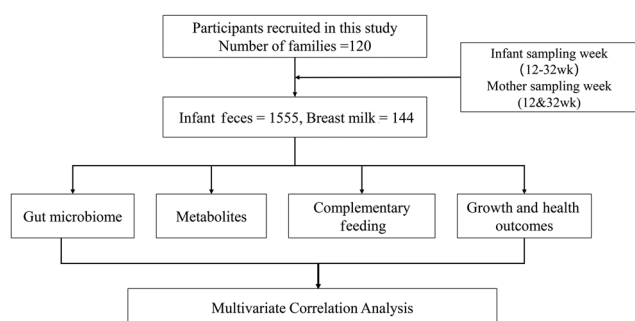 Participants recruited in this study
Number of families =120
Infant sampling week
(12-32wk)
Mother sampling week
(12&32wk)
Infant feces = 1555, Breast milk = 144
Gut microbiome
Metabolites
Complementary
feeding
Growth and health
outcomes
Multivariate Correlation Analysis